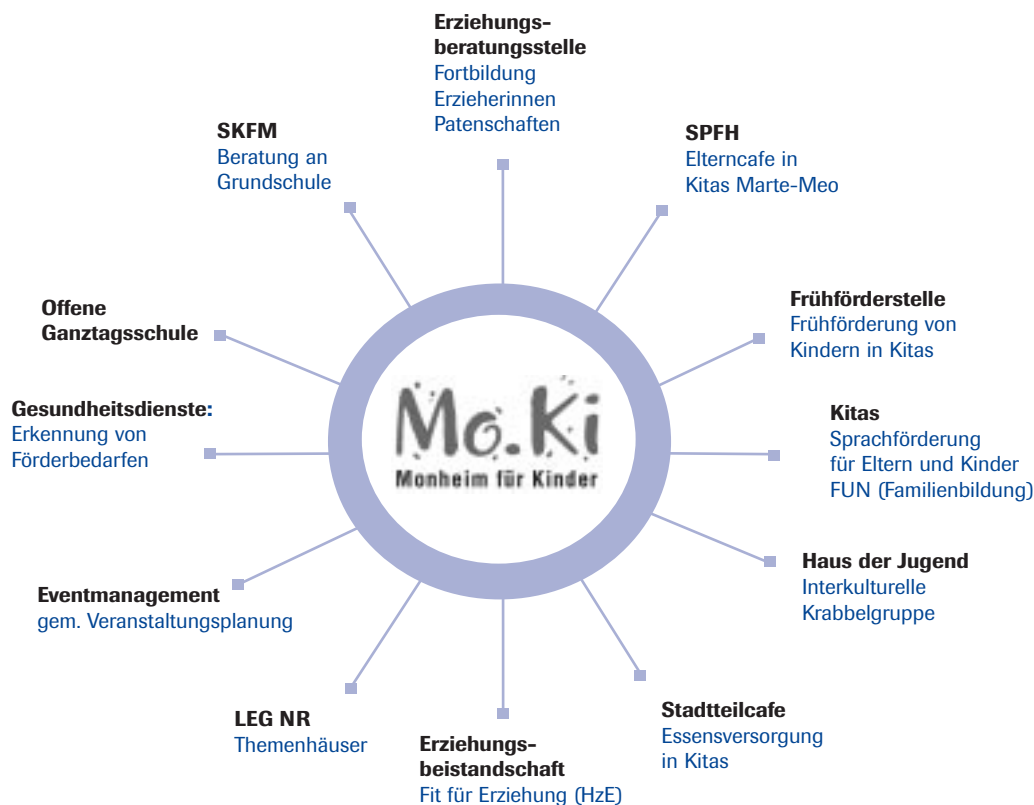 Erziehungs-
beratungsstelle
Fortbildung
Erzieherinnen
Patenschaften
SKFM
Beratung an
Grundschule
SPFH
Elterncafe in
Kitas Marte-Meo
Offene
Ganztagsschule
Frühförderstelle
Frühförderung von
Kindern in Kitas
Mo.Ki
Monheim für Kinder
Gesundheitsdienste:
Erkennung von
Förderbedarfen
Kitas
Sprachförderung
für Eltern und Kinder
FUN (Familienbildung)
Haus der Jugend
Interkulturelle
Krabbelgruppe
Eventmanagement
gem. Veranstaltungsplanung
LEG NR
Themenhäuser
Erziehungs-
beistandschaft
Fit für Erziehung (HzE)
Stadtteilcafe
Essensversorgung
in Kitas